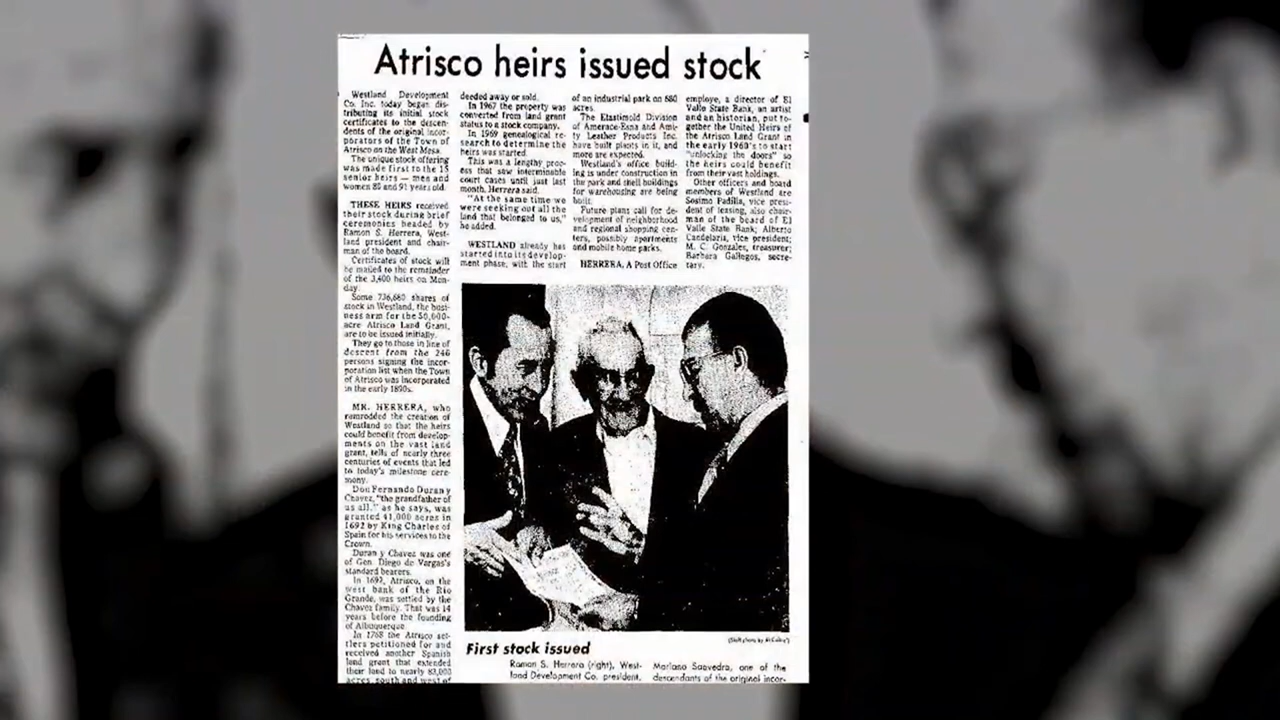 Atrisco heirs issued stock
Westland Development
Co. Inc. today began dis-
tributing its initial stock
certificates to the descen-
dents of the original incor-
porators of the Town of
Atrisco on the West Mesa.
The unique stock offering
was made first to the 15
senior heirs — men and
women 88 and 91 years old.
THESE HEIRS received
their stock during brief
ceremonies headed by
Ramon S. Herrera, West-
land president and chair-
man of the board.
Certificates of stock will
be mailed to the remainder
of the 3,400 heirs on Mon-
day.
Some 736,680 shares of
stock in Westland, the busi-
ness arm for the 50,000-
acre Atrisco Land Grant,
are to be issued initially.
They go to those in line of
descent from the 246
persons signing the incor-
poration list when the Town
of Atrisco was incorporated
in the early 1890s.
MR. HERRERA, who
ramrodded the creation of
Westland so that the heirs
could benefit from develop-
ments on the vast land
grant, tells of nearly three
centuries of events that led
to today's milestone cere-
mony.
Don Fernando Duran y
Chavez, "the grandfather of
us all," as he says, was
granted 41,000 acres in
1692 by King Charles of
Spain for his services to the
Crown.
Duran y Chavez was one
of Gen. Diego de Vargas's
standard bearers.
In 1692, Atrisco, on the
west bank of the Rio
Grande, was settled by the
Chavez family. That was 14
years before the founding
of Albuquerque.
In 1768 the Atrisco set-
tlers petitioned for and
received another Spanish
land grant that extended
their land to nearly 83,000
acres, south and west of
deeded away or sold.
In 1967 the property was
converted from land grant
status to a stock company.
In 1969 genealogical re-
search to determine the
heirs was started.
This was a lengthy proc-
ess that saw interminable
court cases until just last
month, Herrera said.
"At the same time we
were seeking out all the
land that belonged to us,"
he added.
WESTLAND already has
started into its develop-
ment phase, with the start
of an industrial park on 680
acres.
The Elastimold Division
of Amerace-Esna and Ami-
ty Leather Products Inc.
have built plants in it, and
more are expected.
Westland's office build-
ing is under construction in
the park and shell buildings
for warehousing are being
built.
Future plans call for de-
velopment of neighborhood
and regional shopping cen-
ters, possibly apartments
and mobile home parks.
HERRERA, A Post Office
employe, a director of El
Valle State Bank, an artist
and an historian, put to-
gether the United Heirs of
the Atrisco Land Grant in
the early 1960's to start
"unlocking the doors" so
the heirs could benefit
from their vast holdings.
Other officers and board
members of Westland are
Sosimo Padilla, vice presi-
dent of leasing, also chair-
man of the board of El
Valle State Bank; Alberto
Candelaria, vice president;
M. C. Gonzales, treasurer;
Barbara Gallegos, secre-
tary.
(Staff photo by
First stock issued
Ramon S. Herrera (right), West-
land Development Co. president,
Mariano Saavedra, one of the
descendants of the original incor-